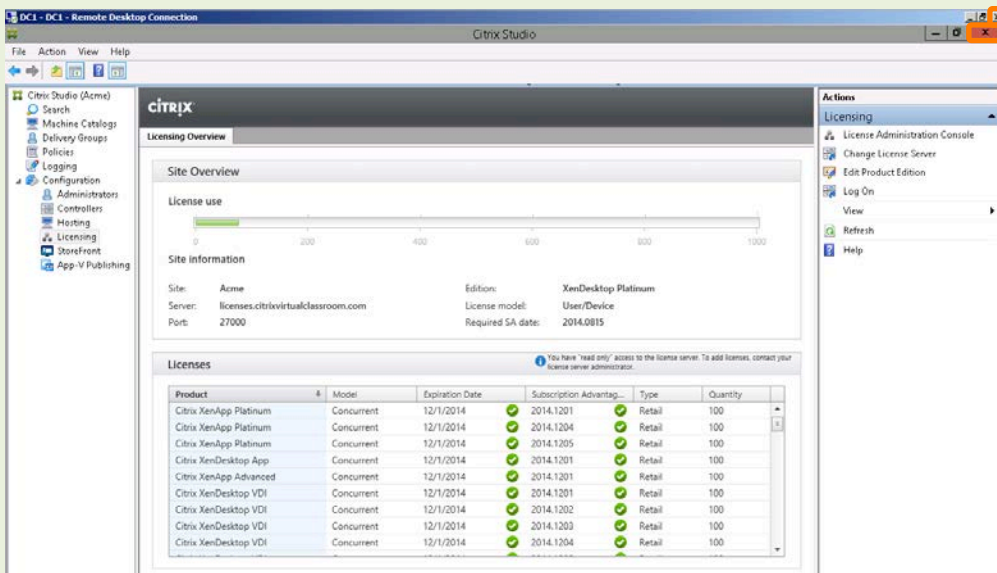 DC1 - DC1 - Remote Desktop Connection
Citrix Studio
File Action View Help
Citrix Studio (Acme)
Search
Machine Catalogs
Delivery Groups
Policies
Logging
Configuration
Administrators
Controllers
Hosting
Licensing
StoreFront
App-V Publishing
CITRIX
Licensing Overview
Site Overview
License use
0 200 400 600 800 1000
Site information
Site: Acme Edition: XenDesktop Platinum
Server: licenses.citrixvirtualclassroom.com License model: User/Device
Port: 27000 Required SA date: 2014.0815
Licenses
You have "read only" access to the license server. To add licenses, contact your
license server administrator.
Product Model Expiration Date Subscription Advantag... Type Quantity
Citrix XenApp Platinum Concurrent 12/1/2014 2014.1201 Retail 100
Citrix XenApp Platinum Concurrent 12/1/2014 2014.1204 Retail 100
Citrix XenApp Platinum Concurrent 12/1/2014 2014.1205 Retail 100
Citrix XenDesktop App Concurrent 12/1/2014 2014.1201 Retail 100
Citrix XenApp Advanced Concurrent 12/1/2014 2014.1201 Retail 100
Citrix XenDesktop VDI Concurrent 12/1/2014 2014.1201 Retail 100
Citrix XenDesktop VDI Concurrent 12/1/2014 2014.1202 Retail 100
Citrix XenDesktop VDI Concurrent 12/1/2014 2014.1203 Retail 100
Citrix XenDesktop VDI Concurrent 12/1/2014 2014.1204 Retail 100
Actions
Licensing
License Administration Console
Change License Server
Edit Product Edition
Log On
View
Refresh
Help